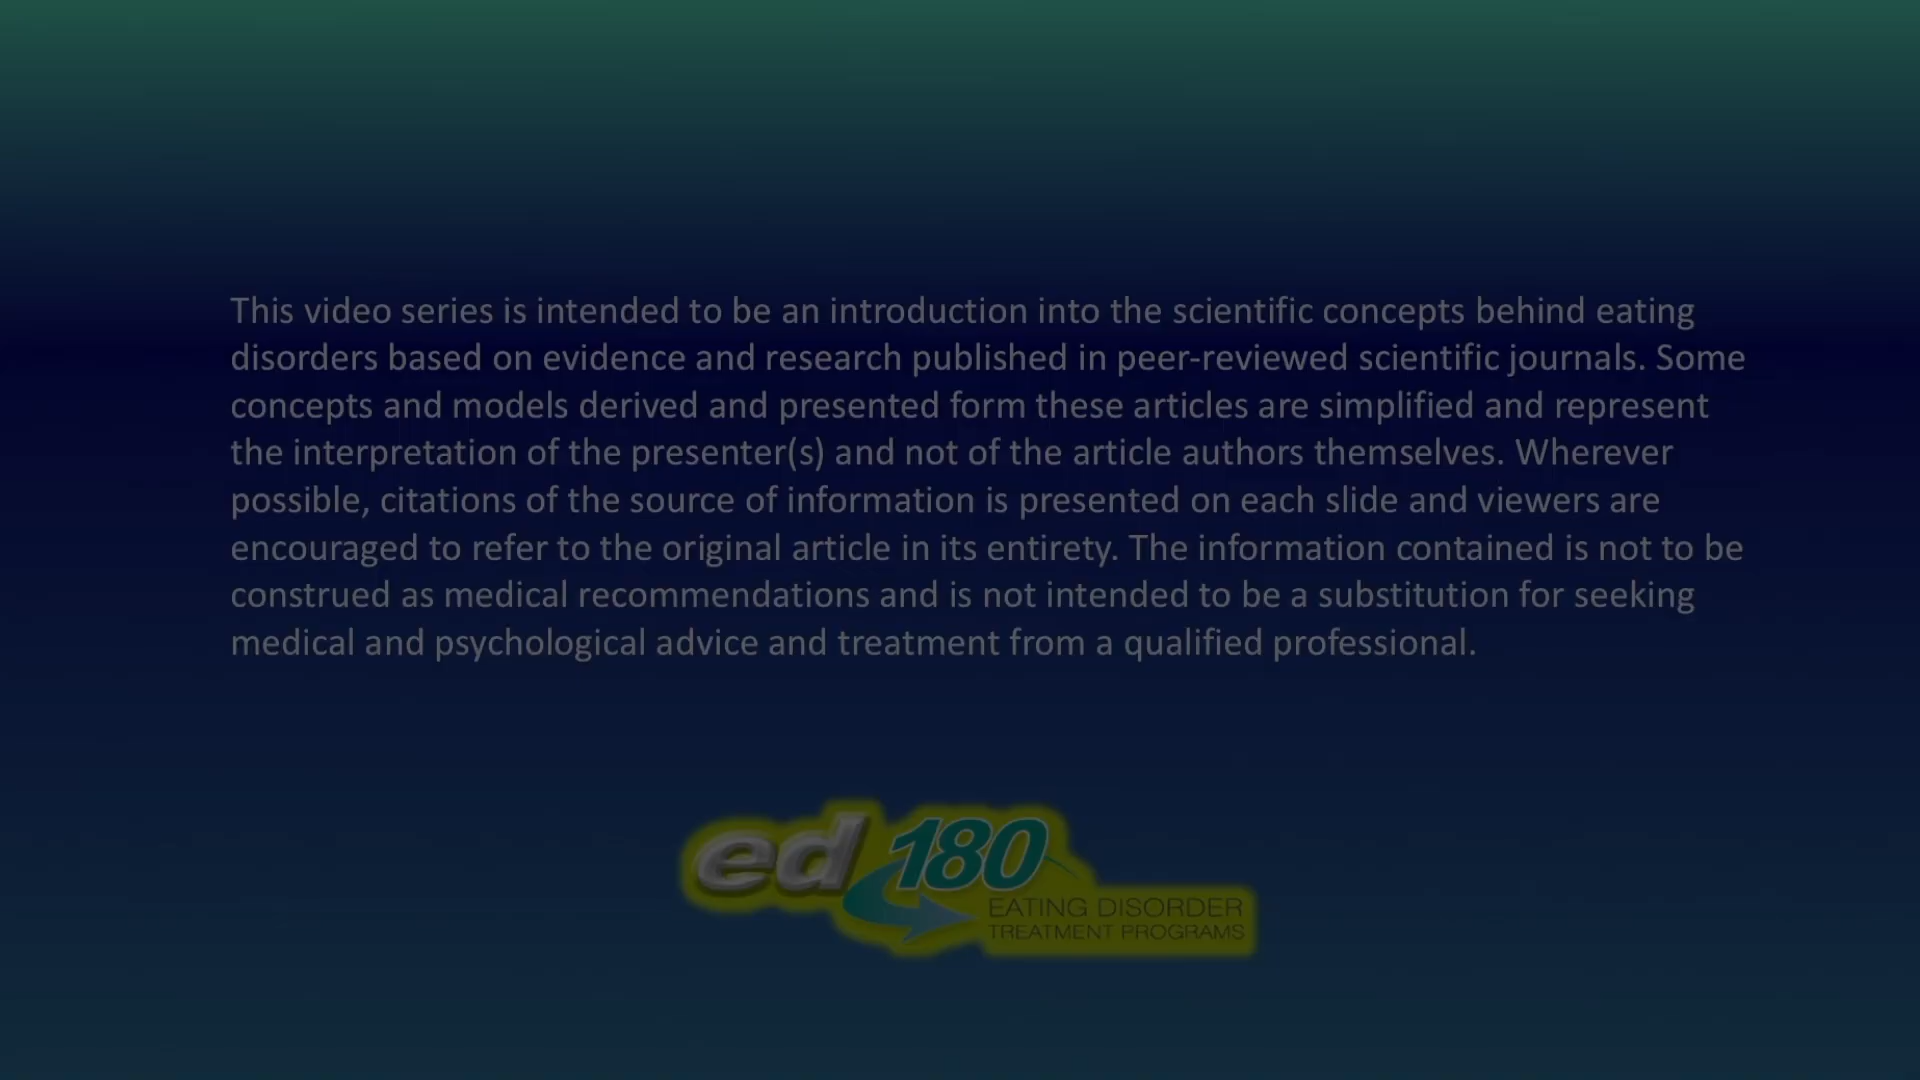 This video series is intended to be an introduction into the scientific concepts behind eating
disorders based on evidence and research published in peer-reviewed scientific journals. Some
concepts and models derived and presented form these articles are simplified and represent
the interpretation of the presenter(s) and not of the article authors themselves. Wherever
possible, citations of the source of information is presented on each slide and viewers are
encouraged to refer to the original article in its entirety. The information contained is not to be
construed as medical recommendations and is not intended to be a substitution for seeking
medical and psychological advice and treatment from a qualified professional.
ed 180
EATING DISORDER
TREATMENT PROGRAMS